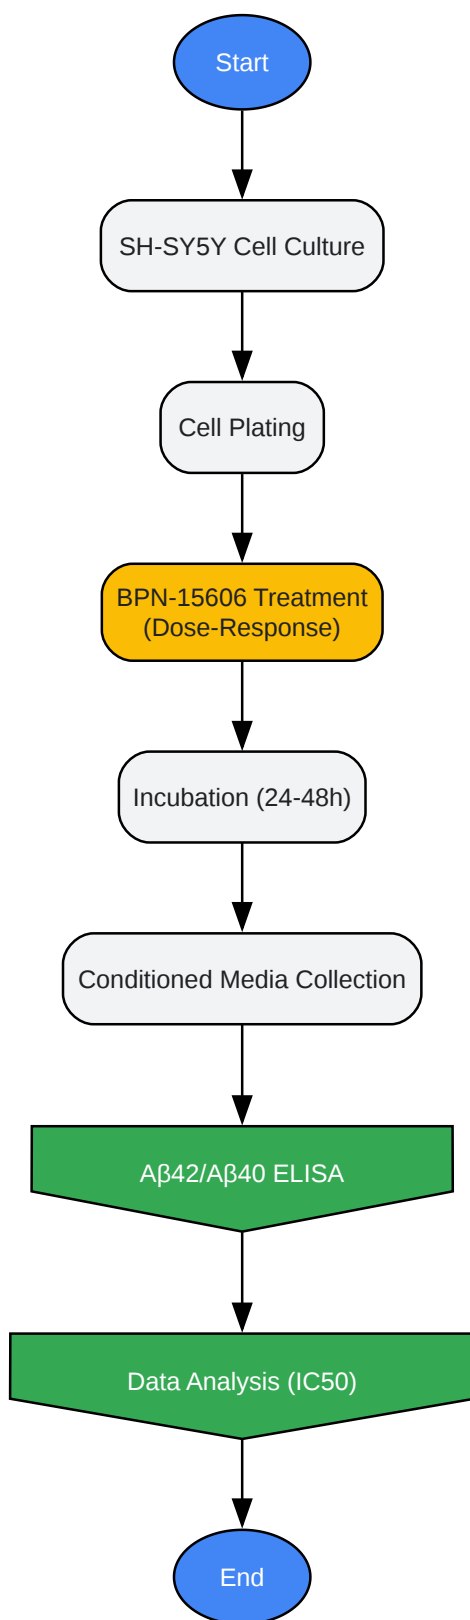 Start
SH-SY5Y Cell Culture
Cell Plating
BPN-15606 Treatment
(Dose-Response)
Incubation (24-48h)
Conditioned Media Collection
Aβ42/Aβ40 ELISA
Data Analysis (IC50)
End